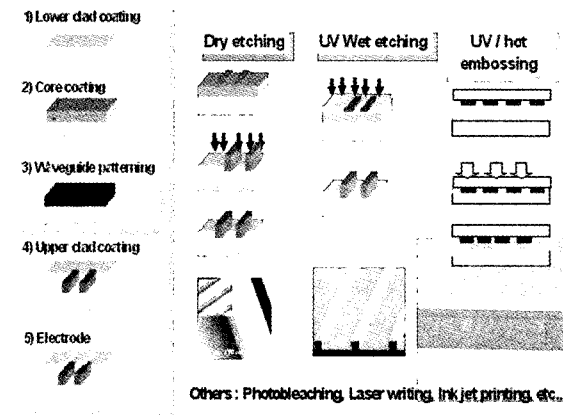 1) Lower clad coating
2) Core coating
3) Waveguide patterning
4) Upper clad coating
5) Electrode
Dry etching
UV Wet etching
UV / hot
embossing
Others : Photobleaching, Laser writing, Ink jet printing, etc..